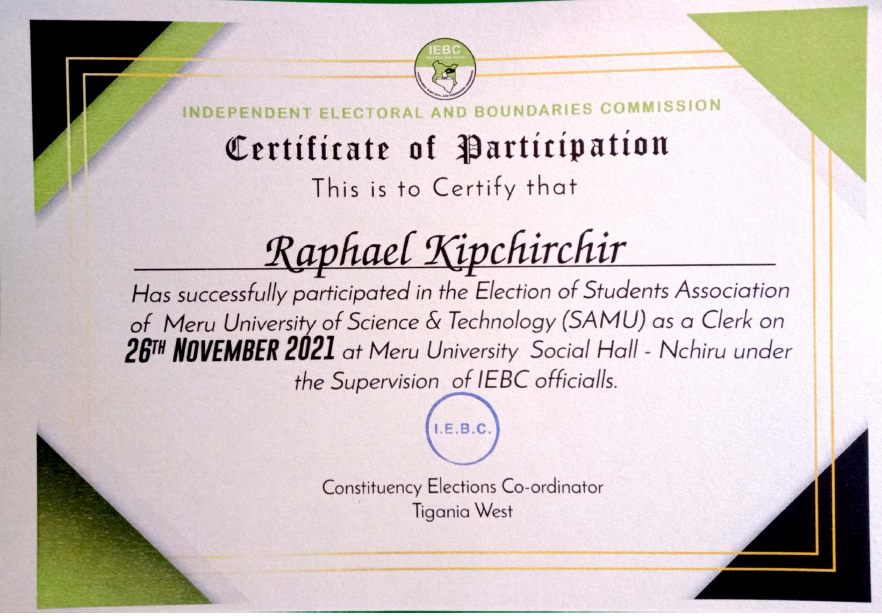 IEBC
INDEPENDENT ELECTORAL AND BOUNDARIES COMMISSION
Certificate of Participation
This is to Certify that
Raphael Kipchirchir
Has successfully participated in the Election of Students Association
of Meru University of Science & Technology (SAMU) as a Clerk on
26TH NOVEMBER 2021 at Meru University Social Hall - Nchiru under
the Supervision of IEBC officialls.
I.E.B.C.
Constituency Elections Co-ordinator
Tigania West